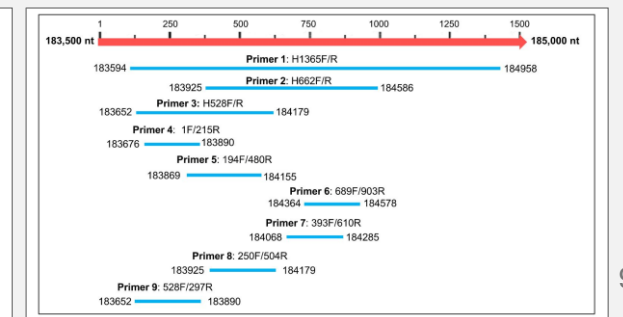 1 250 500 750 1000 1250 1500
183,500 nt 185,000 nt
Primer 1: H1365F/R
183594 184958
Primer 2: H662F/R
183925 184586
Primer 3: H528F/R
183652 184179
Primer 4: 1F/215R
183676 183890
Primer 5: 194F/480R
183869 184155
Primer 6: 689F/903R
184364 184578
Primer 7: 393F/610R
184068 184285
Primer 8: 250F/504R
183925 184179
Primer 9: 528F/297R
183652 183890